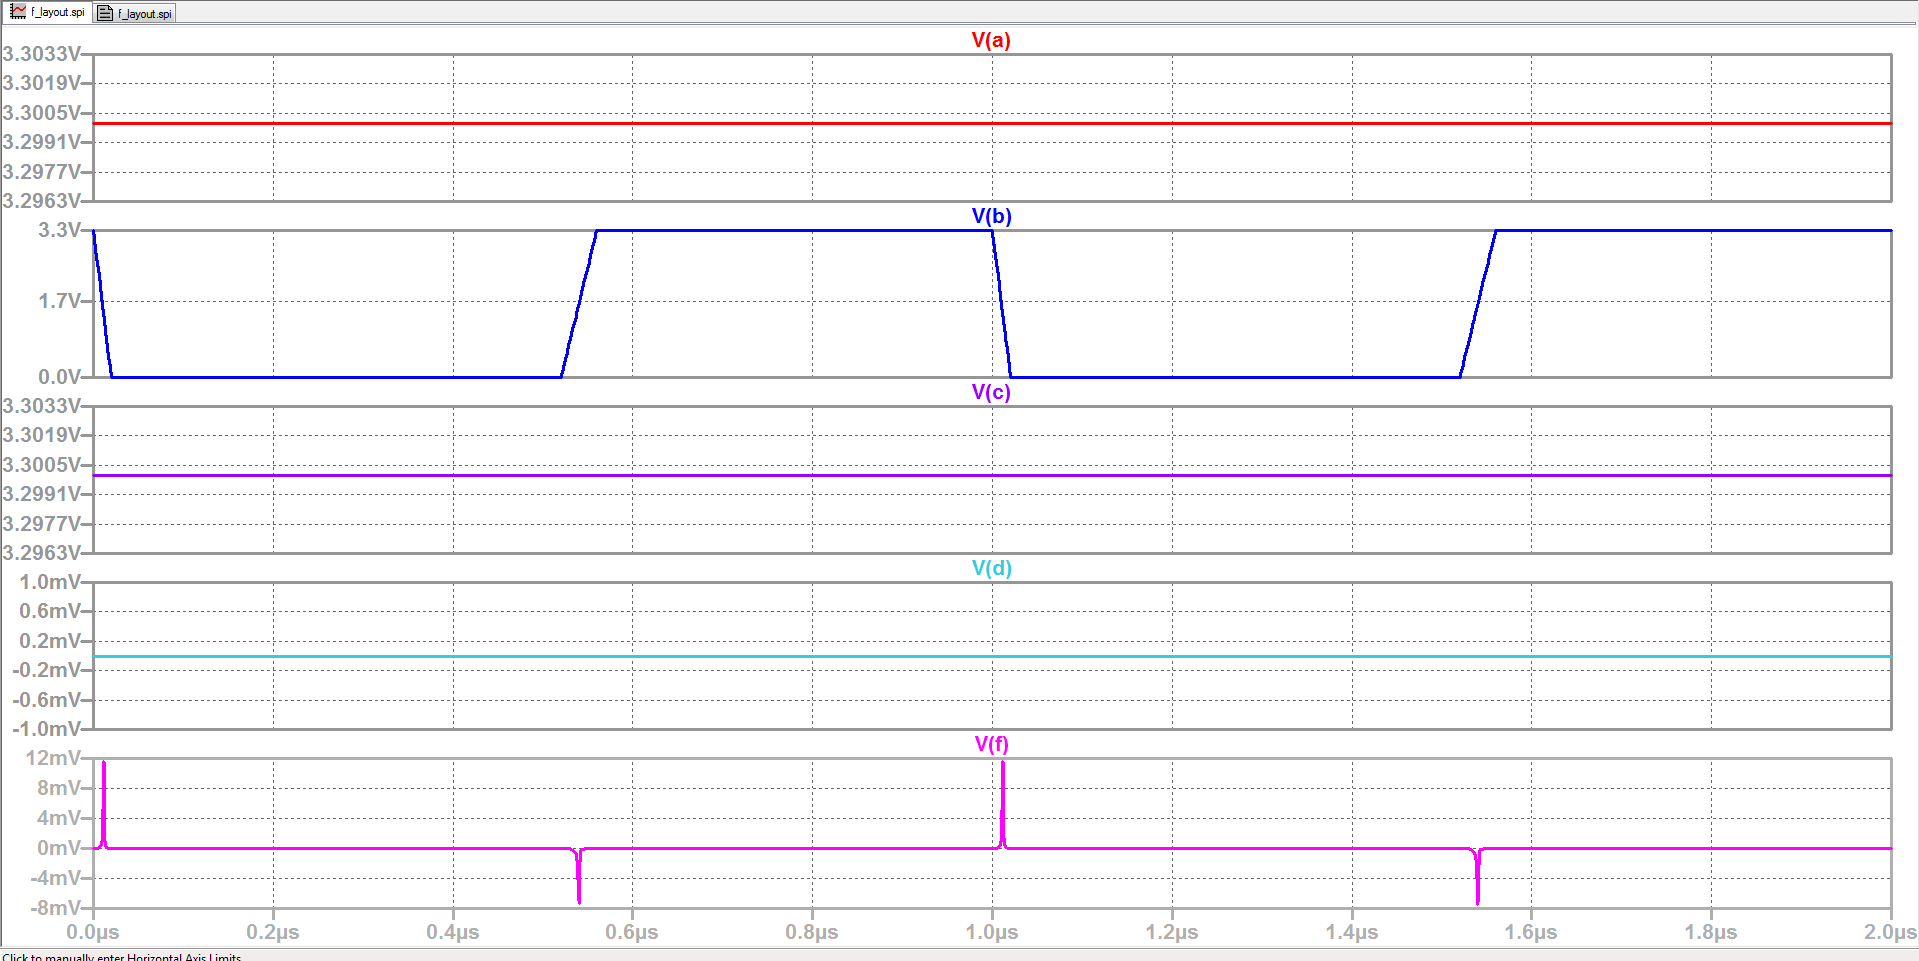 f_layout.spi f_layout.spi
V(a)
3.3033V
3.3019V
3.3005V
3.2991V
3.2977V
3.2963V
V(b)
3.3V
1.7V
0.0V
V(c)
3.3033V
3.3019V
3.3005V
3.2991V
3.2977V
3.2963V
V(d)
1.0mV
0.6mV
0.2mV
-0.2mV
-0.6mV
-1.0mV
V(f)
12mV
8mV
4mV
0mV
-4mV
-8mV
0.0µs 0.2µs 0.4µs 0.6µs 0.8µs 1.0µs 1.2µs 1.4µs 1.6µs 1.8µs 2.0µs
Click to manually enter Horizontal Axis Limits